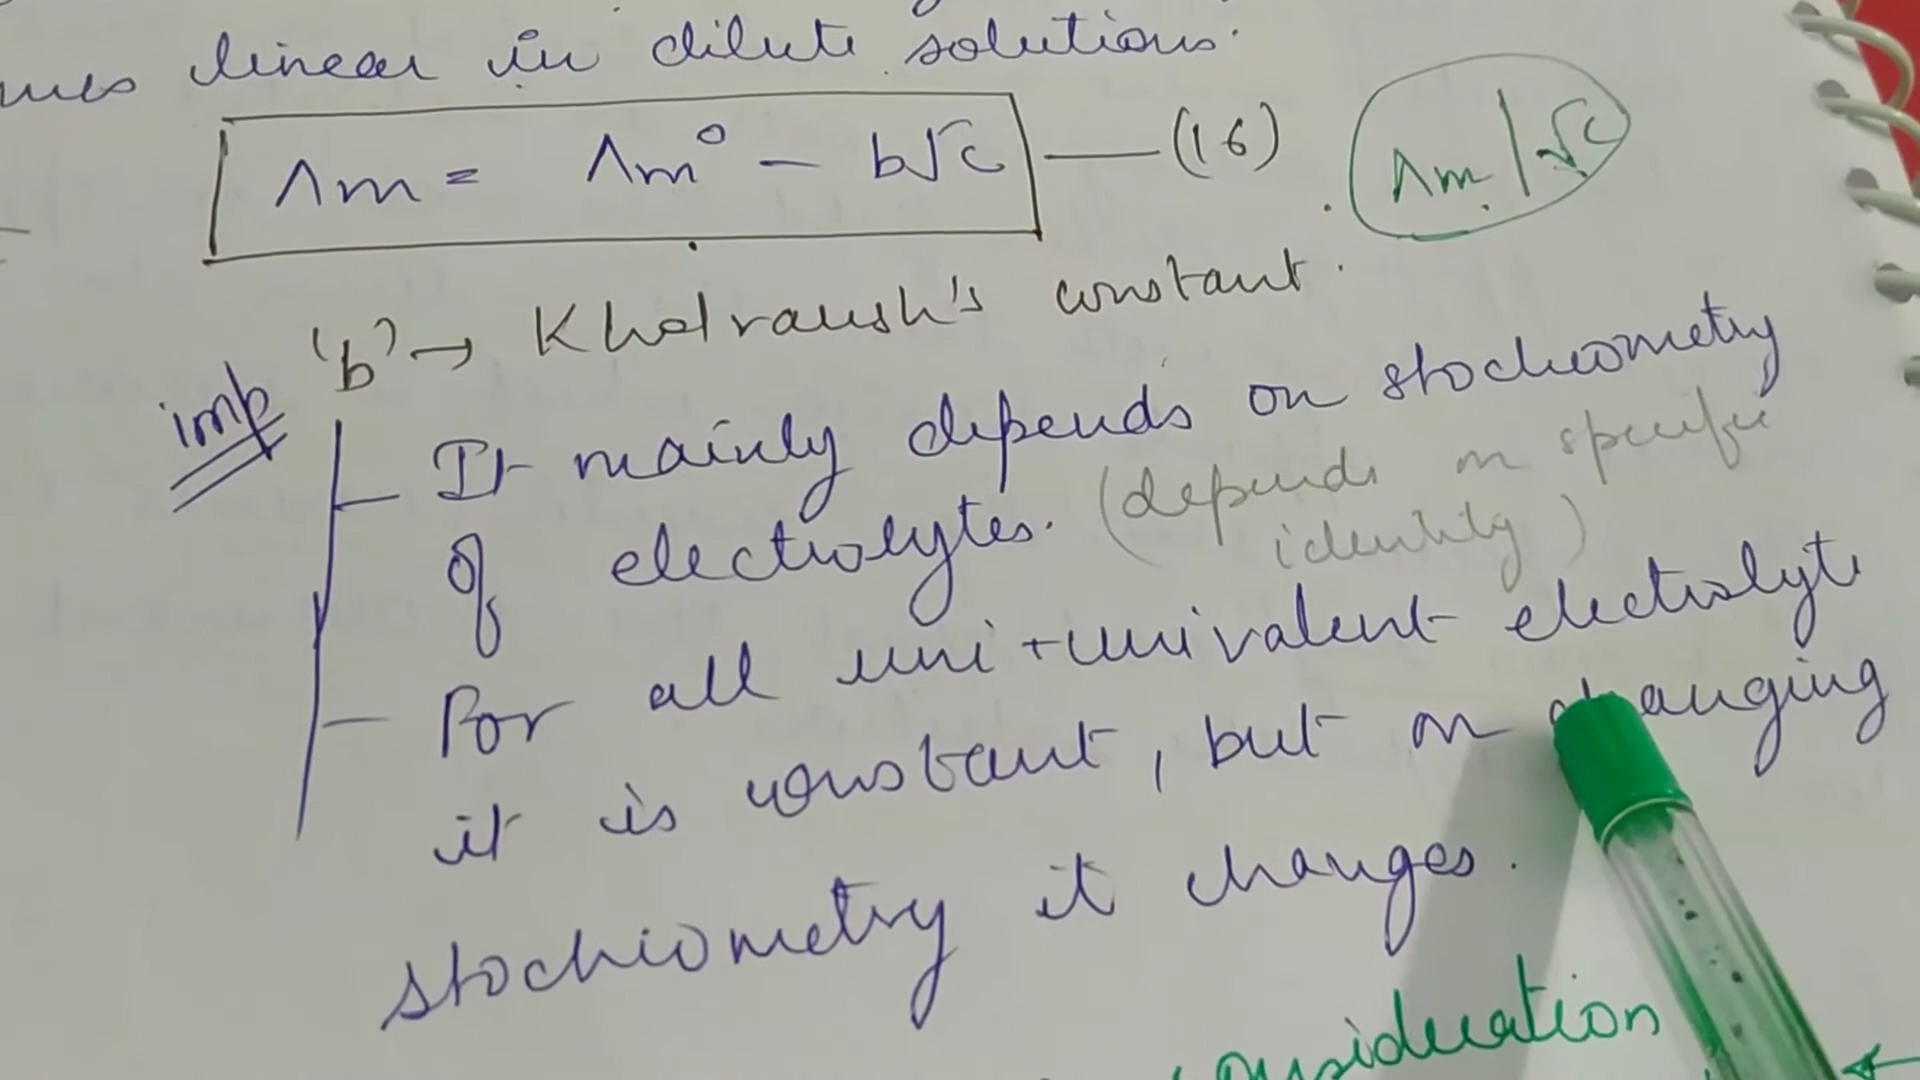 linear in dilute solutions.
Λm = Λm° − b√c —(16)
Λm | √c
'b' → Kholraush's constant.
imp
It mainly depends on stochiometry
of electrolytes. (depends on specific
identity)
For all uni + univalent electrolyte
it is constant, but on changing
stochiometry it changes.